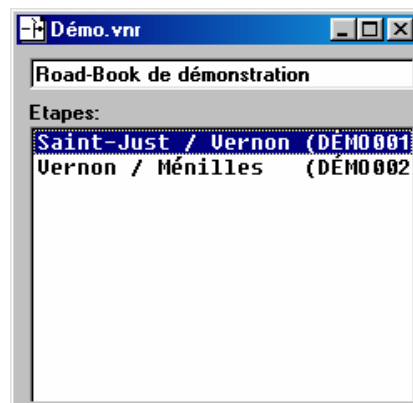 Démo.vnr
Road-Book de démonstration
Etapes:
Saint-Just / Vernon (DÉMO001
Vernon / Ménilles (DÉMO002